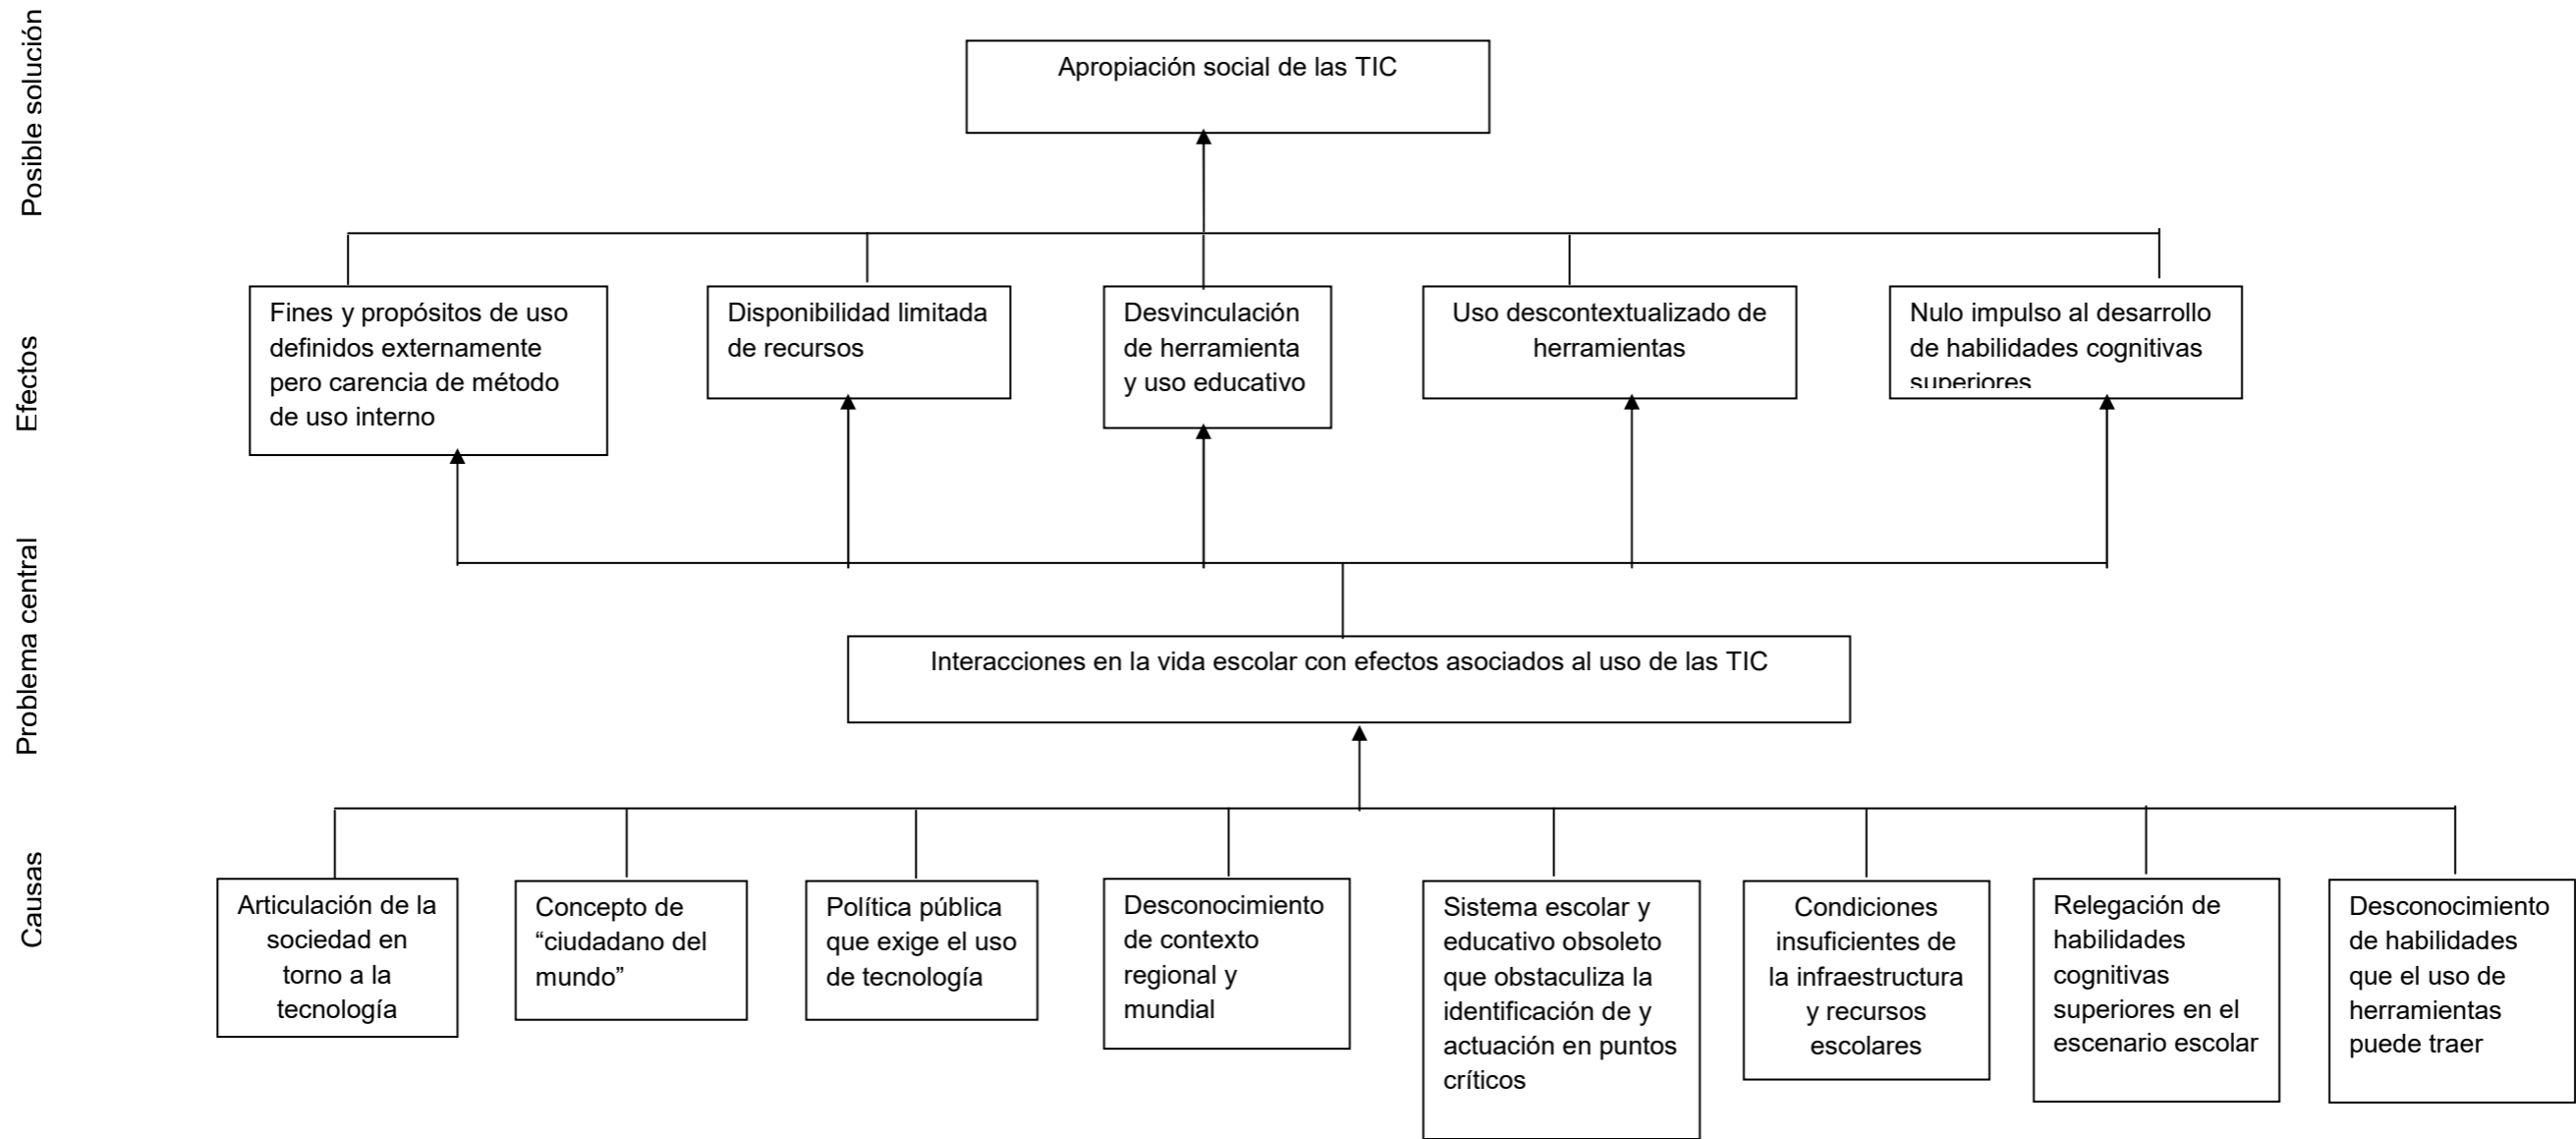 Posible solución
Apropiación social de las TIC
Efectos
Fines y propósitos de uso
definidos externamente
pero carencia de método
de uso interno
Disponibilidad limitada
de recursos
Desvinculación
de herramienta
y uso educativo
Uso descontextualizado de
herramientas
Nulo impulso al desarrollo
de habilidades cognitivas
superiores
Problema central
Interacciones en la vida escolar con efectos asociados al uso de las TIC
Causas
Articulación de la
sociedad en
torno a la
tecnología
Concepto de
“ciudadano del
mundo”
Política pública
que exige el uso
de tecnología
Desconocimiento
de contexto
regional y
mundial
Sistema escolar y
educativo obsoleto
que obstaculiza la
identificación de y
actuación en puntos
críticos
Condiciones
insuficientes de
la infraestructura
y recursos
escolares
Relegación de
habilidades
cognitivas
superiores en el
escenario escolar
Desconocimiento
de habilidades
que el uso de
herramientas
puede traer